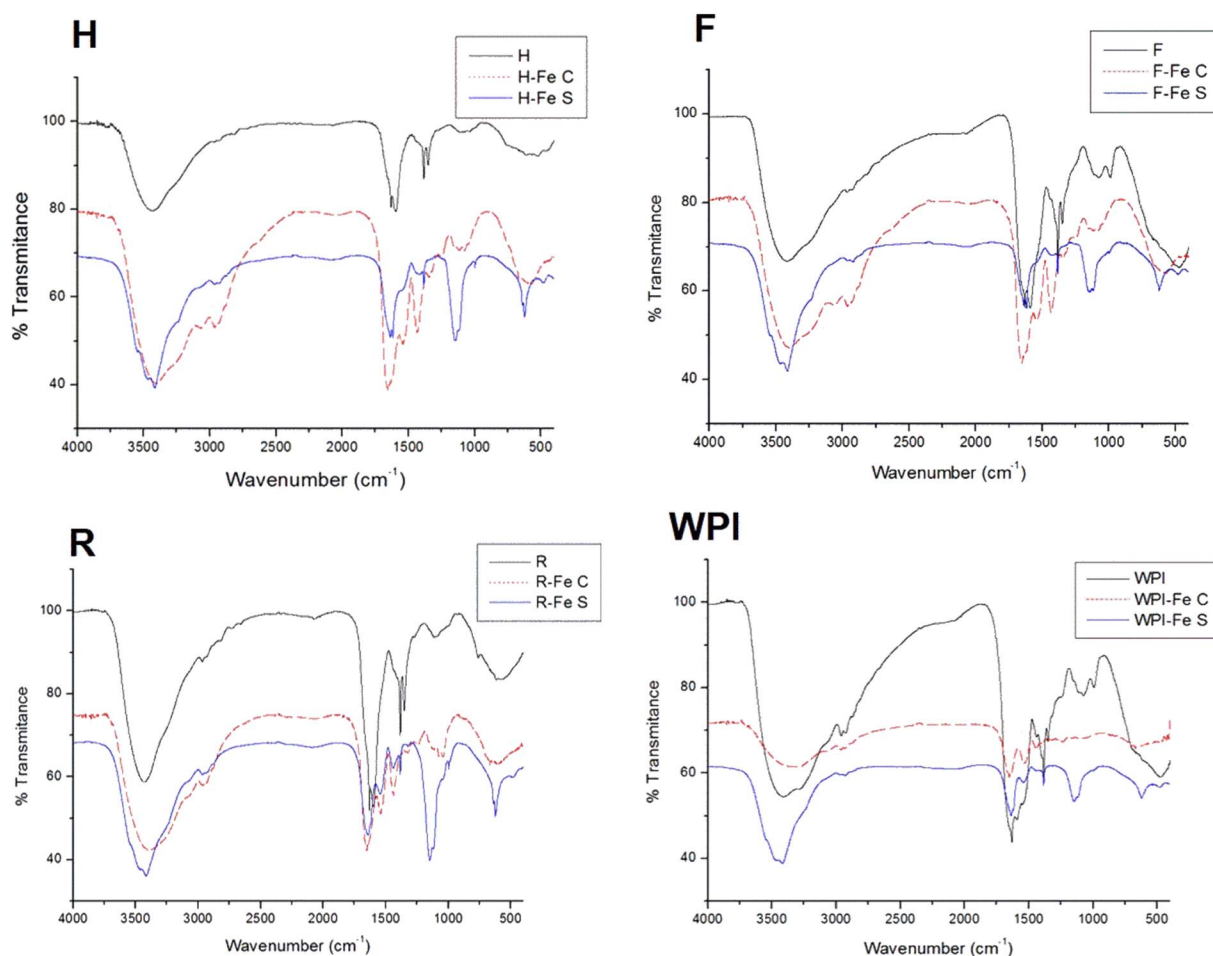 H
H
H-Fe C
H-Fe S
% Transmitance
100
80
60
40
4000 3500 3000 2500 2000 1500 1000 500
Wavenumber (cm-1)
F
F
F-Fe C
F-Fe S
% Transmitance
100
80
60
40
4000 3500 3000 2500 2000 1500 1000 500
Wavenumber (cm-1)
R
R
R-Fe C
R-Fe S
% Transmitance
100
80
60
40
4000 3500 3000 2500 2000 1500 1000 500
Wavenumber (cm-1)
WPI
WPI
WPI-Fe C
WPI-Fe S
% Transmitance
100
80
60
40
4000 3500 3000 2500 2000 1500 1000 500
Wavenumber (cm-1)